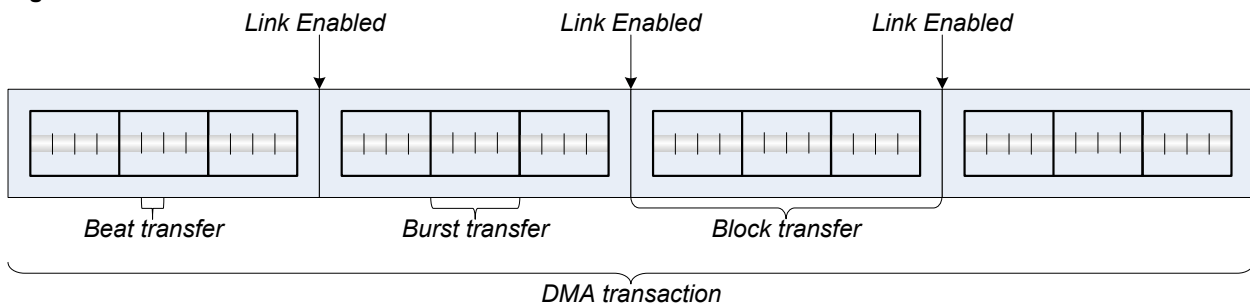 Link Enabled Link Enabled Link Enabled
Beat transfer Burst transfer Block transfer
DMA transaction